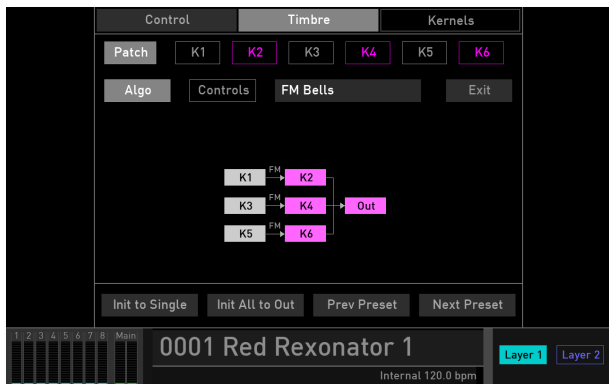 Control Timbre Kernels
Patch K1 K2 K3 K4 K5 K6
Algo Controls FM Bells Exit
FM
K1 K2
FM
K3 K4 Out
FM
K5 K6
Init to Single Init All to Out Prev Preset Next Preset
1 2 3 4 5 6 7 8 Main
0001 Red Rexonator 1
Layer 1 Layer 2
Internal 120.0 bpm